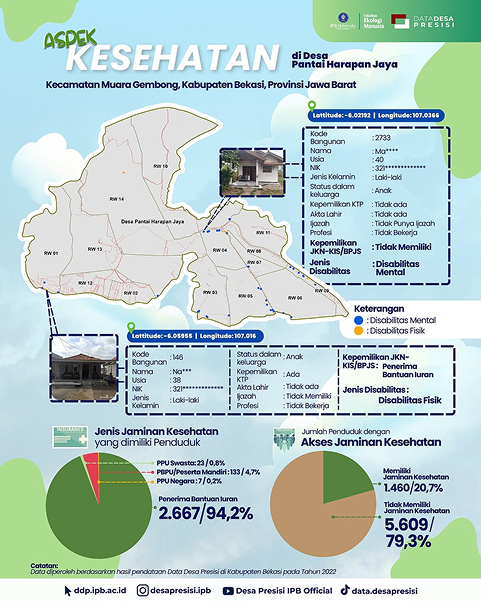 IPB University
Fakultas
Ekologi
Manusia
DATA DESA
PRESISI
ASPEK
KESEHATAN
di Desa
Pantai Harapan Jaya
Kecamatan Muara Gembong, Kabupaten Bekasi, Provinsi Jawa Barat
Lattitude: -6.02192 | Longitude: 107.0366
Kode Bangunan : 2733
Nama : Ma****
Usia : 40
NIK : 321*************
Jenis Kelamin : Laki-laki
Status dalam keluarga : Anak
Kepemilikan KTP : Tidak ada
Akta Lahir : Tidak ada
Ijazah : Tidak Punya Ijazah
Profesi : Tidak Bekerja
Kepemilikan JKN-KIS/BPJS : Tidak Memiliki
Jenis Disabilitas : Disabilitas Mental
RW 10
RW 14
Desa Pantai Harapan Jaya
RW 11
RW 01
RW 13
RW 04
RW 08
RW 07
RW 12
RW 02
RW 03
RW 05
RW 06
RW 09
Keterangan
: Disabilitas Mental
: Disabilitas Fisik
Lattitude: -6.05955 | Longitude: 107.016
Kode Bangunan : 146
Nama : Na***
Usia : 38
NIK : 321*************
Jenis Kelamin : Laki-laki
Status dalam keluarga : Anak
Kepemilikan KTP : Ada
Akta Lahir : Tidak ada
Ijazah : Tidak Memiliki
Profesi : Tidak Bekerja
Kepemilikan JKN-KIS/BPJS : Penerima Bantuan Iuran
Jenis Disabilitas : Disabilitas Fisik
INSURANCE
Jenis Jaminan Kesehatan
yang dimiliki Penduduk
PPU Swasta: 23 / 0,8%
PBPU/Peserta Mandiri : 133 / 4,7%
PPU Negara : 7 / 0,2%
Penerima Bantuan Iuran
2.667/94,2%
Jumlah Penduduk dengan
Akses Jaminan Kesehatan
Memiliki
Jaminan Kesehatan
1.460/20,7%
Tidak Memiliki
Jaminan Kesehatan
5.609/
79,3%
Catatan:
Data diperoleh berdasarkan hasil pendataan Data Desa Presisi di Kabupaten Bekasi pada Tahun 2022
ddp.ipb.ac.id
desapresisi.ipb
Desa Presisi IPB Official
data.desapresisi